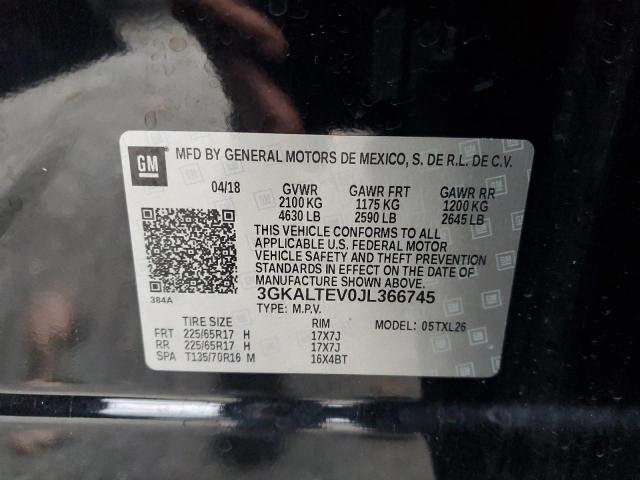 GM MFD BY GENERAL MOTORS DE MEXICO, S. DE R.L. DE C.V.
04/18 GVWR GAWR FRT GAWR RR
2100 KG 1175 KG 1200 KG
4630 LB 2590 LB 2645 LB
THIS VEHICLE CONFORMS TO ALL
APPLICABLE U.S. FEDERAL MOTOR
VEHICLE SAFETY AND THEFT PREVENTION
STANDARDS IN EFFECT ON THE DATE OF
MANUFACTURE SHOWN ABOVE.
384A 3GKALTEV0JL366745
TYPE: M.P.V.
TIRE SIZE RIM MODEL: 05TXL26
FRT 225/65R17 H 17X7J
RR 225/65R17 H 17X7J
SPA T135/70R16 M 16X4BT